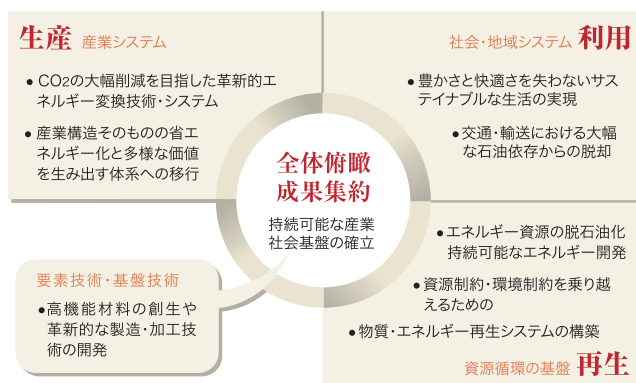 生産 産業システム
● CO2の大幅削減を目指した革新的エ
ネルギー変換技術・システム
● 産業構造そのものの省エ
ネルギー化と多様な価値
を生み出す体系への移行
社会・地域システム 利用
● 豊かさと快適さを失わないサス
テイナブルな生活の実現
● 交通・輸送における大幅
な石油依存からの脱却
全体俯瞰
成果集約
持続可能な産業
社会基盤の確立
要素技術・基盤技術
● 高機能材料の創生や
革新的な製造・加工技
術の開発
● エネルギー資源の脱石油化
持続可能なエネルギー開発
● 資源制約・環境制約を乗り越
えるための
● 物質・エネルギー再生システムの構築
資源循環の基盤 再生